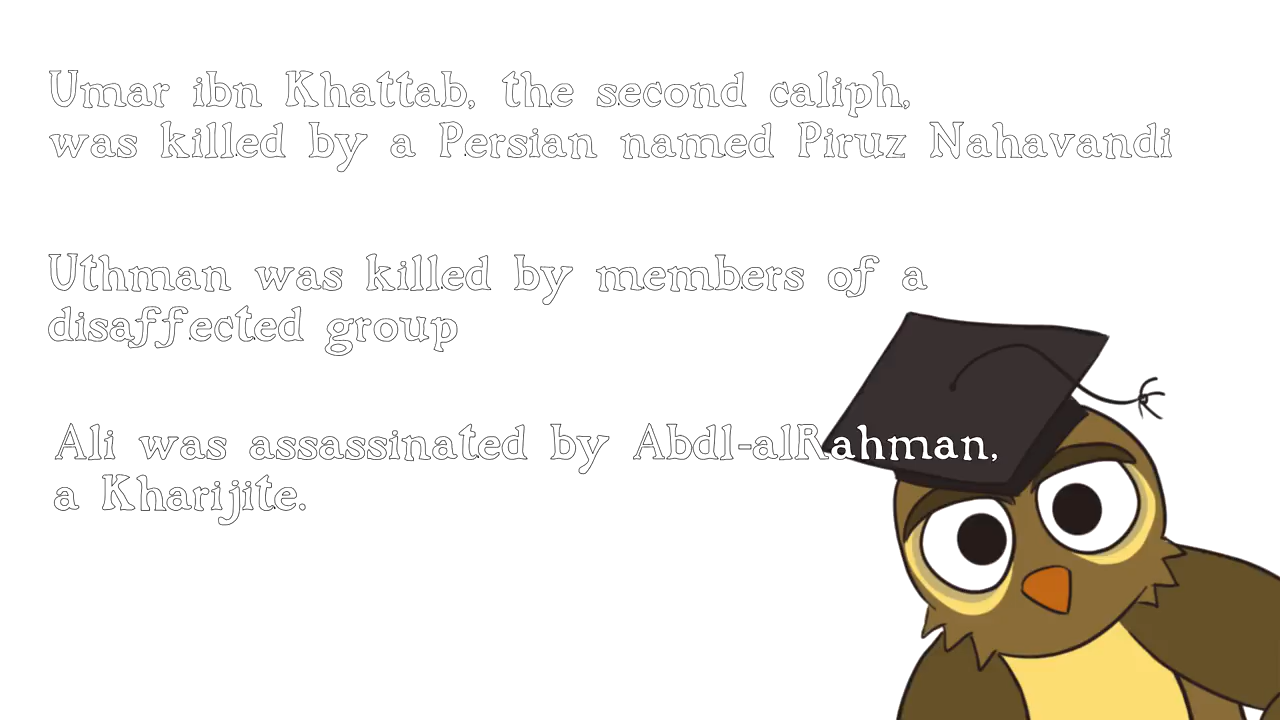 Umar ibn Khattab, the second caliph,
was killed by a Persian named Piruz Nahavandi
Uthman was killed by members of a
disaffected group
Ali was assassinated by Abdl-alRahman,
a Kharijite.